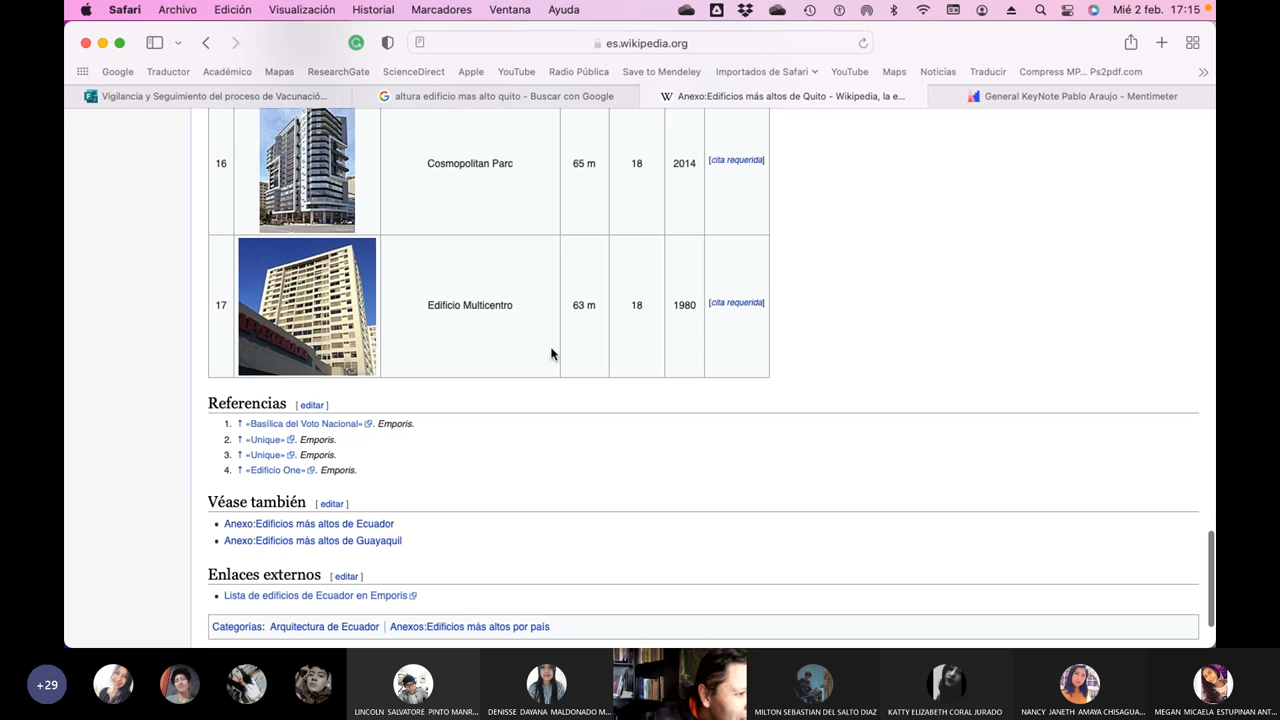 Safari Archivo Edición Visualización Historial Marcadores Ventana Ayuda Mié 2 feb. 17:15
es.wikipedia.org
Google Traductor Académico Mapas ResearchGate ScienceDirect Apple YouTube Radio Pública Save to Mendeley Importados de Safari YouTube Maps Noticias Traducir Compress MP... Ps2pdf.com
Vigilancia y Seguimiento del proceso de Vacunació... altura edificio mas alto quito - Buscar con Google Anexo:Edificios más altos de Quito - Wikipedia, la e... General KeyNote Pablo Araujo - Mentimeter
16 Cosmopolitan Parc 65 m 18 2014 [cita requerida]
17 Edificio Multicentro 63 m 18 1980 [cita requerida]
Referencias [ editar ]
1. ↑ «Basílica del Voto Nacional». Emporis.
2. ↑ «Unique». Emporis.
3. ↑ «Unique». Emporis.
4. ↑ «Edificio One». Emporis.
Véase también [ editar ]
• Anexo:Edificios más altos de Ecuador
• Anexo:Edificios más altos de Guayaquil
Enlaces externos [ editar ]
• Lista de edificios de Ecuador en Emporis
Categorías: Arquitectura de Ecuador | Anexos:Edificios más altos por país
+29
LINCOLN SALVATORE PINTO MANR... DENISSE DAYANA MALDONADO M... MILTON SEBASTIAN DEL SALTO DIAZ KATTY ELIZABETH CORAL JURADO NANCY JANETH AMAYA CHISAGUA... MEGAN MICAELA ESTUPINAN ANT...